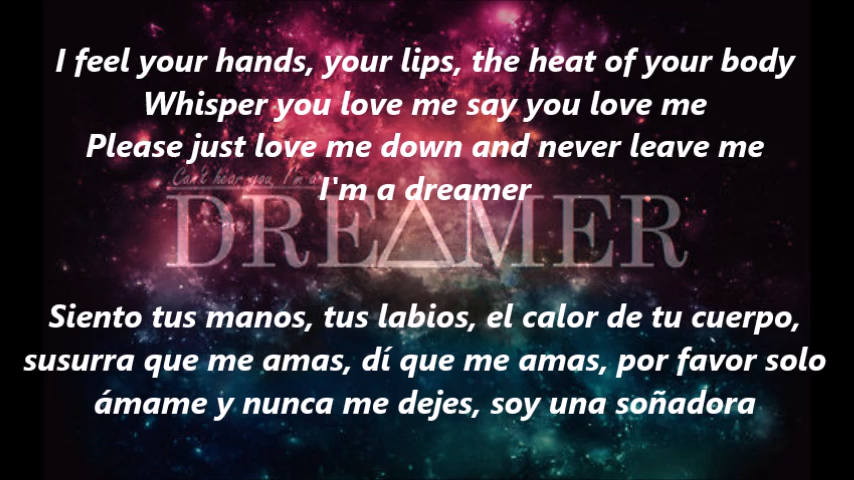 I feel your hands, your lips, the heat of your body
Whisper you love me say you love me
Please just love me down and never leave me
Can't hear you, I'm a
I'm a dreamer
DREAMER
Siento tus manos, tus labios, el calor de tu cuerpo,
susurra que me amas, dí que me amas, por favor solo
ámame y nunca me dejes, soy una soñadora